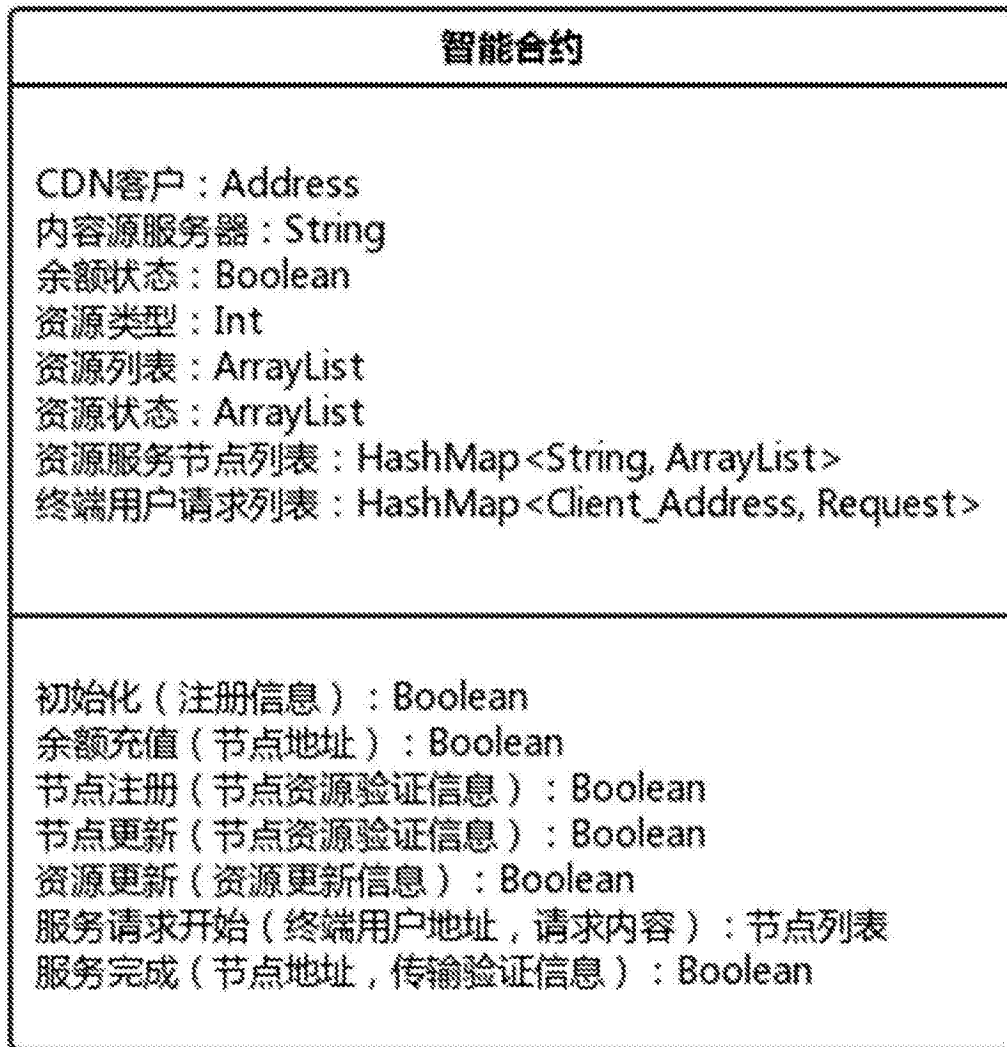 智能合约
CDN客户：Address
内容源服务器：String
余额状态：Boolean
资源类型：Int
资源列表：ArrayList
资源状态：ArrayList
资源服务节点列表：HashMap<String, ArrayList>
终端用户请求列表：HashMap<Client_Address, Request>
初始化（注册信息）：Boolean
余额充值（节点地址）：Boolean
节点注册（节点资源验证信息）：Boolean
节点更新（节点资源验证信息）：Boolean
资源更新（资源更新信息）：Boolean
服务请求开始（终端用户地址，请求内容）：节点列表
服务完成（节点地址，传输验证信息）：Boolean